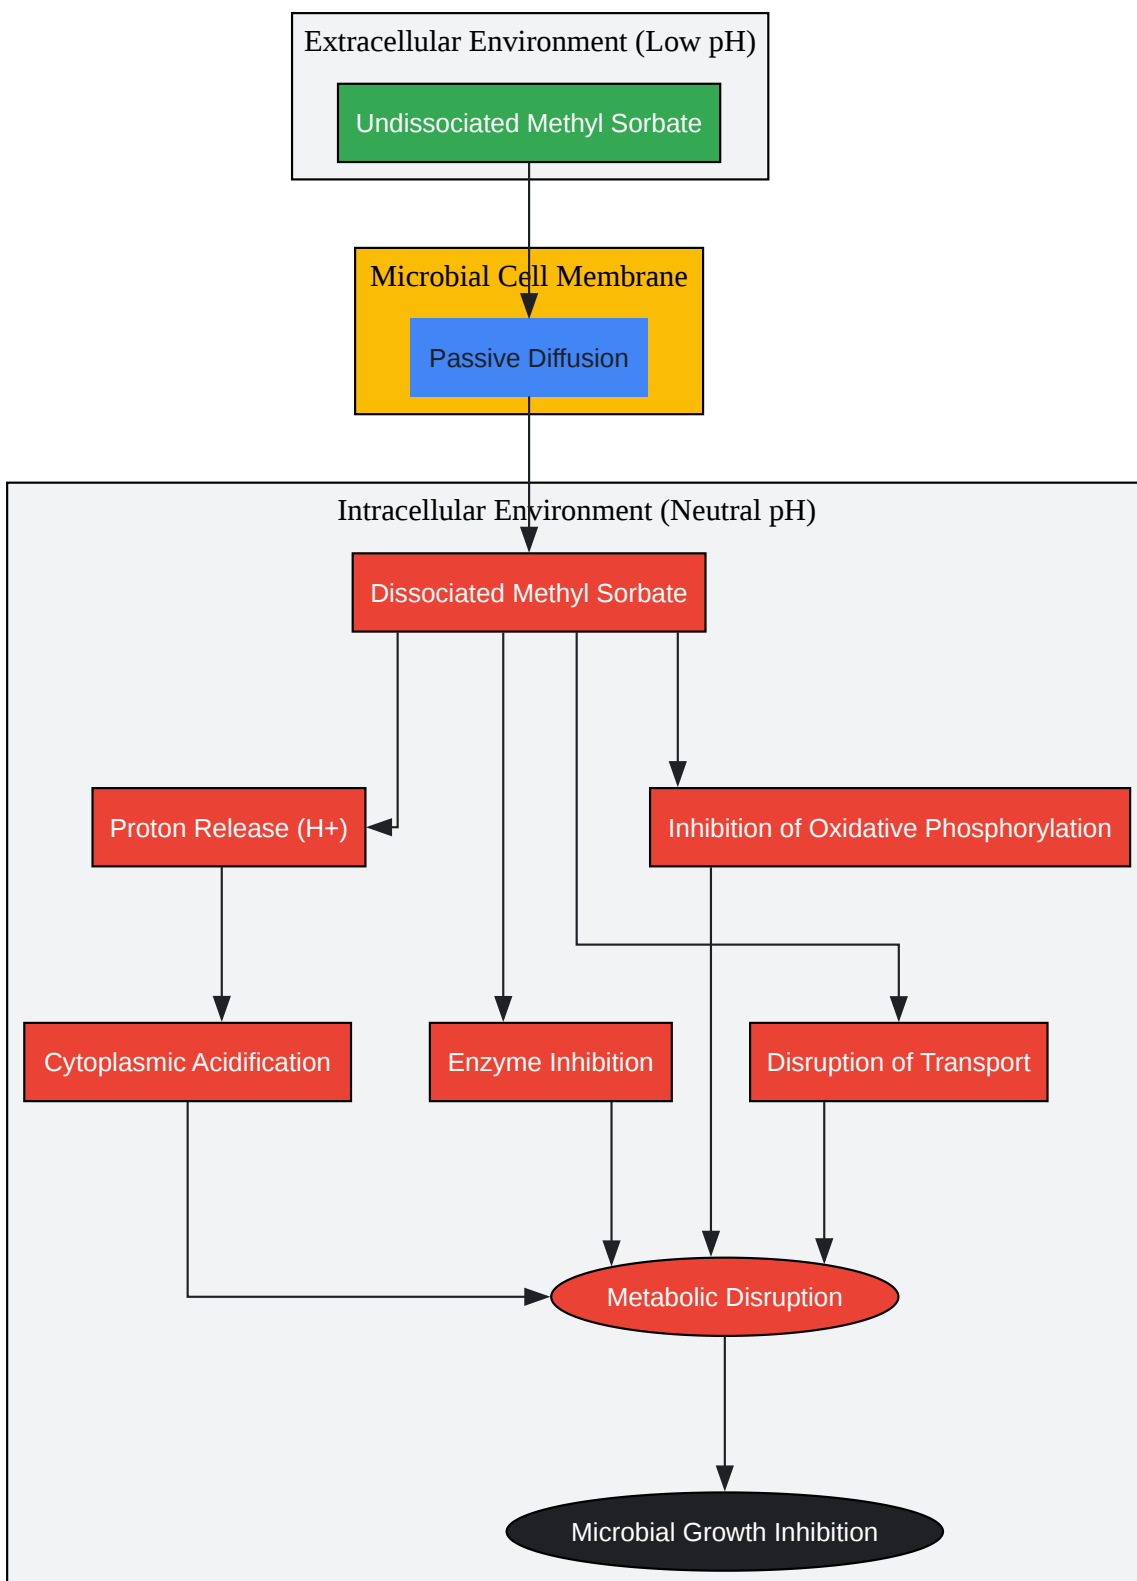 Extracellular Environment (Low pH)
Undissociated Methyl Sorbate
Microbial Cell Membrane
Passive Diffusion
Intracellular Environment (Neutral pH)
Dissociated Methyl Sorbate
Proton Release (H+)
Inhibition of Oxidative Phosphorylation
Cytoplasmic Acidification
Enzyme Inhibition
Disruption of Transport
Metabolic Disruption
Microbial Growth Inhibition